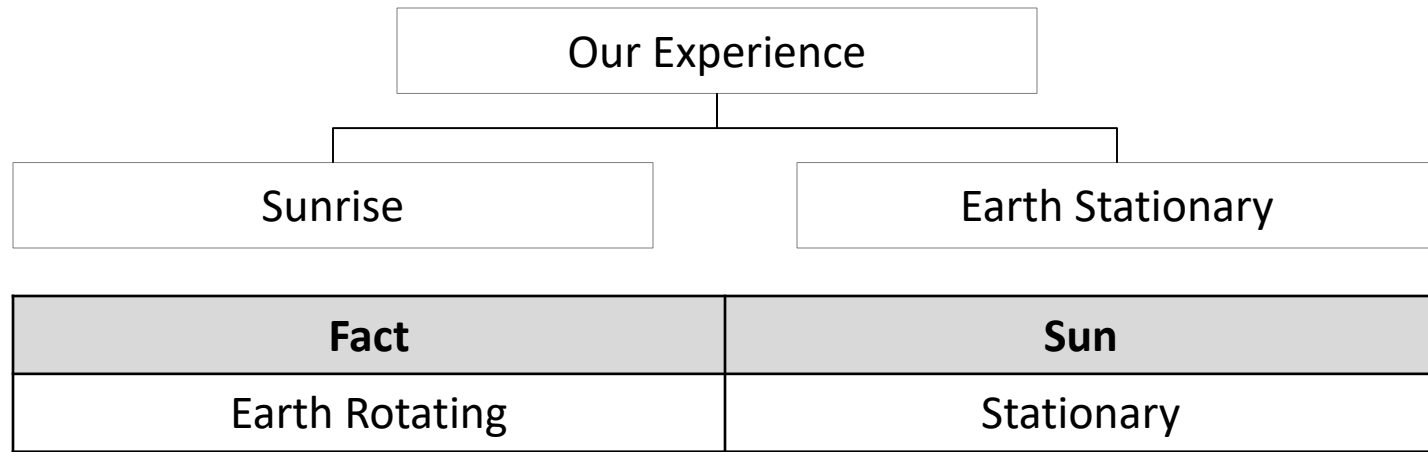 Our Experience
Sunrise Earth Stationary
Fact Sun
Earth Rotating Stationary